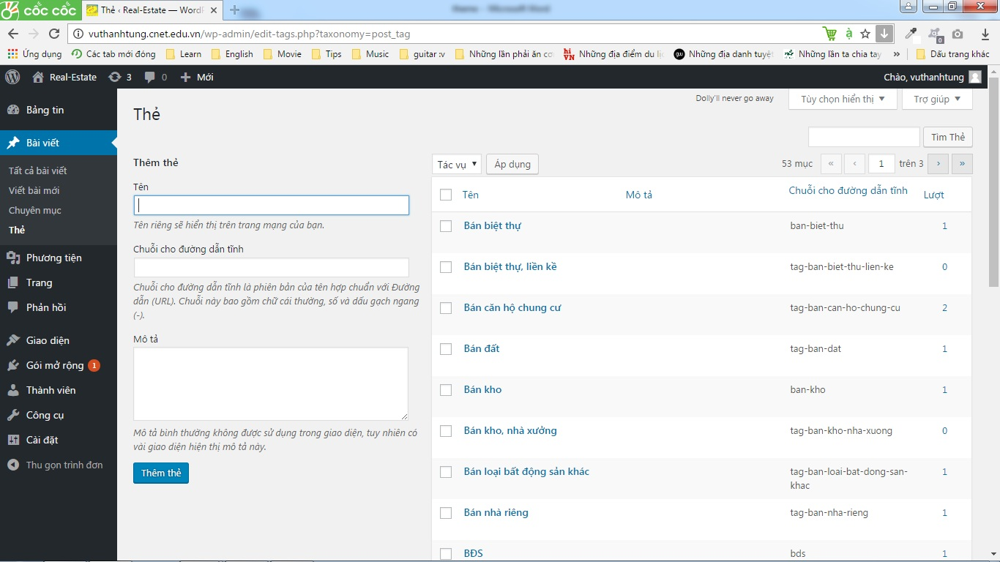 cốc cốc
Thẻ ‹ Real-Estate — WordP
theme - Microsoft Word
vuthanhtung.cnet.edu.vn/wp-admin/edit-tags.php?taxonomy=post_tag
Ứng dụng Các tab mới đóng Learn English Movie Tips Music guitar :v Những lần phải ăn cơ Những địa điểm du lị Những địa danh tuyệt Những lần ta chia tay » Dấu trang khác
Real-Estate 3 0 Mới Chào, vuthanhtung
Dolly'll never go away Tùy chọn hiển thị Trợ giúp
Bảng tin
Bài viết
Tất cả bài viết
Viết bài mới
Chuyên mục
Thẻ
Phương tiện
Trang
Phản hồi
Giao diện
Gói mở rộng 1
Thành viên
Công cụ
Cài đặt
Thu gọn trình đơn
Thẻ
Thêm thẻ
Tên
Tên riêng sẽ hiển thị trên trang mạng của bạn.
Chuỗi cho đường dẫn tĩnh
Chuỗi cho đường dẫn tĩnh là phiên bản của tên hợp chuẩn với Đường
dẫn (URL). Chuỗi này bao gồm chữ cái thường, số và dấu gạch ngang
(-).
Mô tả
Mô tả bình thường không được sử dụng trong giao diện, tuy nhiên có
vài giao diện hiện thị mô tả này.
Thêm thẻ
Tìm Thẻ
Tác vụ Áp dụng 53 mục « ‹ 1 trên 3 › »
Tên Mô tả Chuỗi cho đường dẫn tĩnh Lượt
Bán biệt thự ban-biet-thu 1
Bán biệt thự, liền kề tag-ban-biet-thu-lien-ke 0
Bán căn hộ chung cư tag-ban-can-ho-chung-cu 2
Bán đất tag-ban-dat 1
Bán kho ban-kho 1
Bán kho, nhà xưởng tag-ban-kho-nha-xuong 0
Bán loại bất động sản khác tag-ban-loai-bat-dong-san-
khac 1
Bán nhà riêng tag-ban-nha-rieng 1
BĐS bds 1